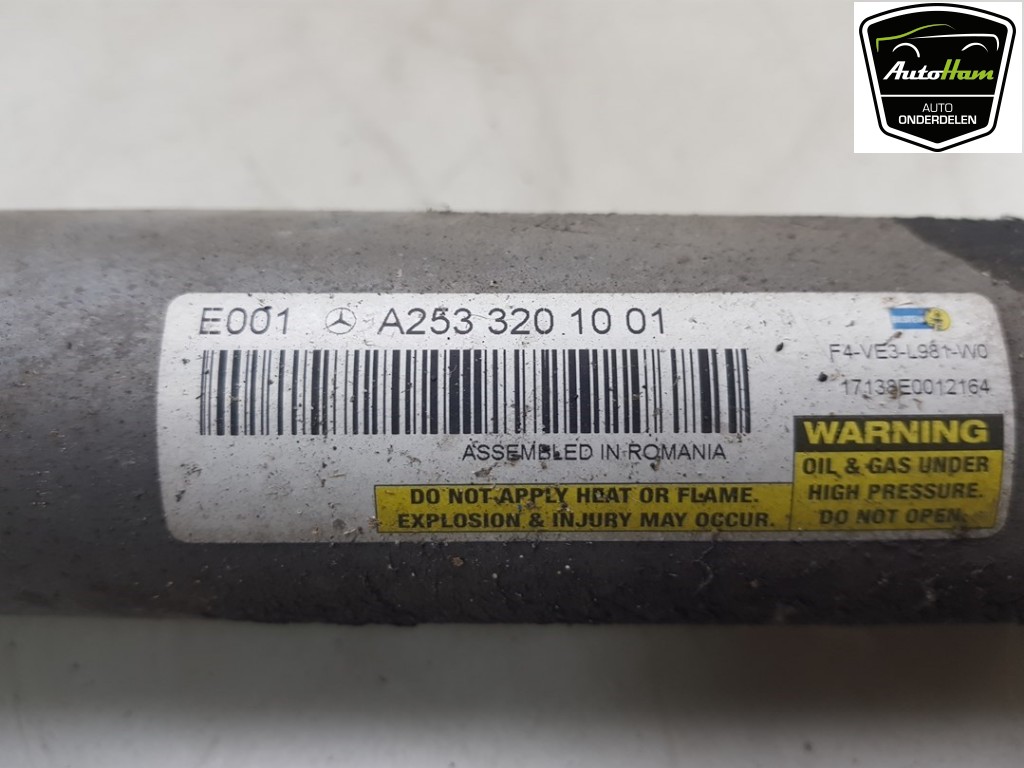 AutoHam
AUTO
ONDERDELEN
E001 A253 320 10 01
F4-VE3-L981-W0
17138E0012164
ASSEMBLED IN ROMANIA
WARNING
OIL & GAS UNDER
HIGH PRESSURE.
DO NOT OPEN.
DO NOT APPLY HEAT OR FLAME.
EXPLOSION & INJURY MAY OCCUR.